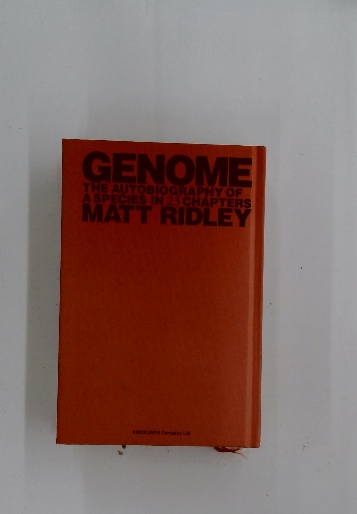 GENOME
THE AUTOBIOGRAPHY OF
A SPECIES IN 23 CHAPTERS
MATT RIDLEY